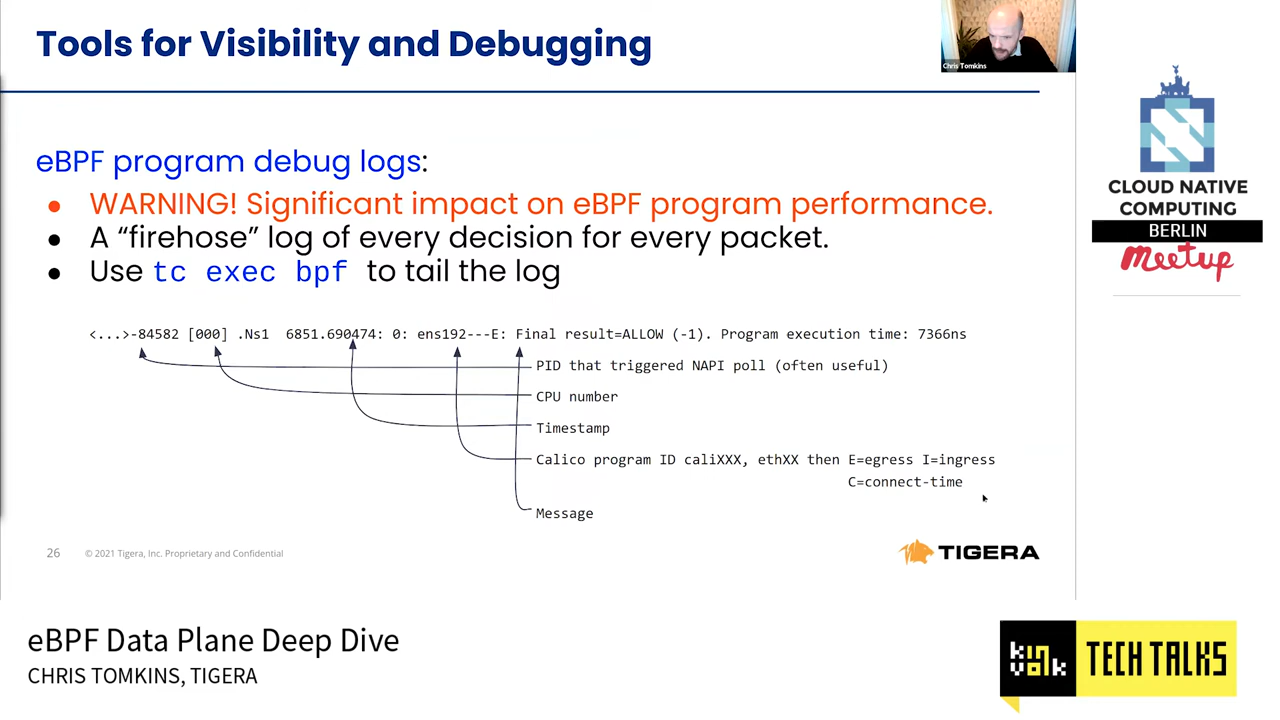 Tools for Visibility and Debugging
Chris Tomkins
eBPF program debug logs:
• WARNING! Significant impact on eBPF program performance.
• A “firehose” log of every decision for every packet.
• Use tc exec bpf to tail the log
<...>-84582 [000] .Ns1 6851.690474: 0: ens192---E: Final result=ALLOW (-1). Program execution time: 7366ns
PID that triggered NAPI poll (often useful)
CPU number
Timestamp
Calico program ID caliXXX, ethXX then E=egress I=ingress
C=connect-time
Message
26 © 2021 Tigera, Inc. Proprietary and Confidential
TIGERA
CLOUD NATIVE
COMPUTING
BERLIN
Meetup
eBPF Data Plane Deep Dive
CHRIS TOMKINS, TIGERA
kinvolk
TECH TALKS